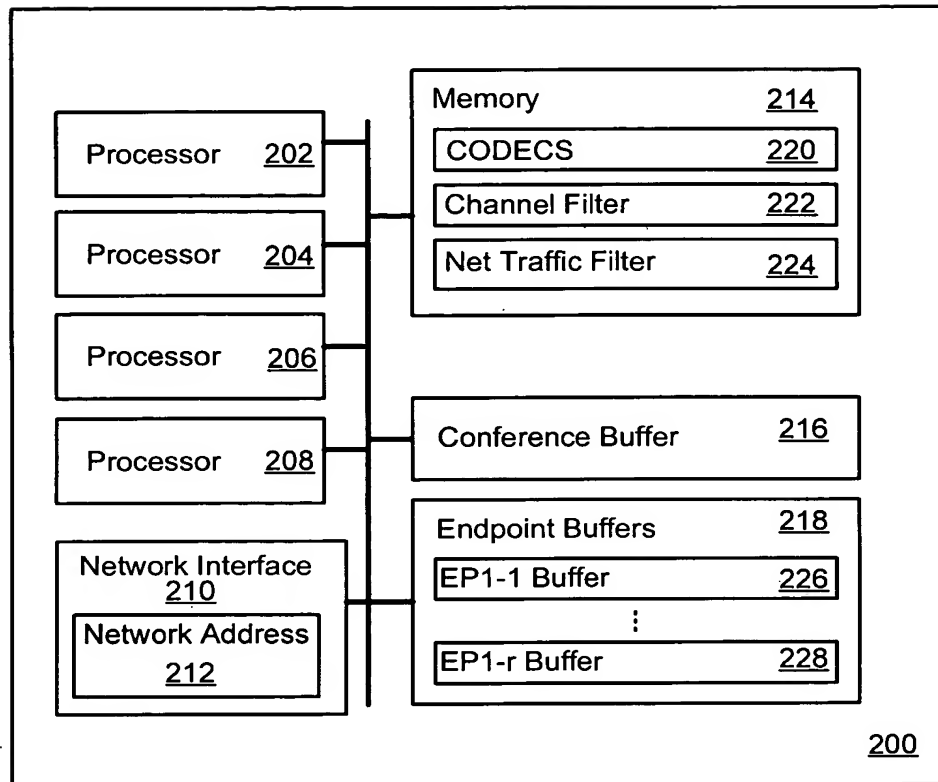 Processor 202
Processor 204
Processor 206
Processor 208
Network Interface
210
Network Address
212
Memory 214
CODECS 220
Channel Filter 222
Net Traffic Filter 224
Conference Buffer 216
Endpoint Buffers 218
EP1-1 Buffer 226
⋮
EP1-r Buffer 228
200